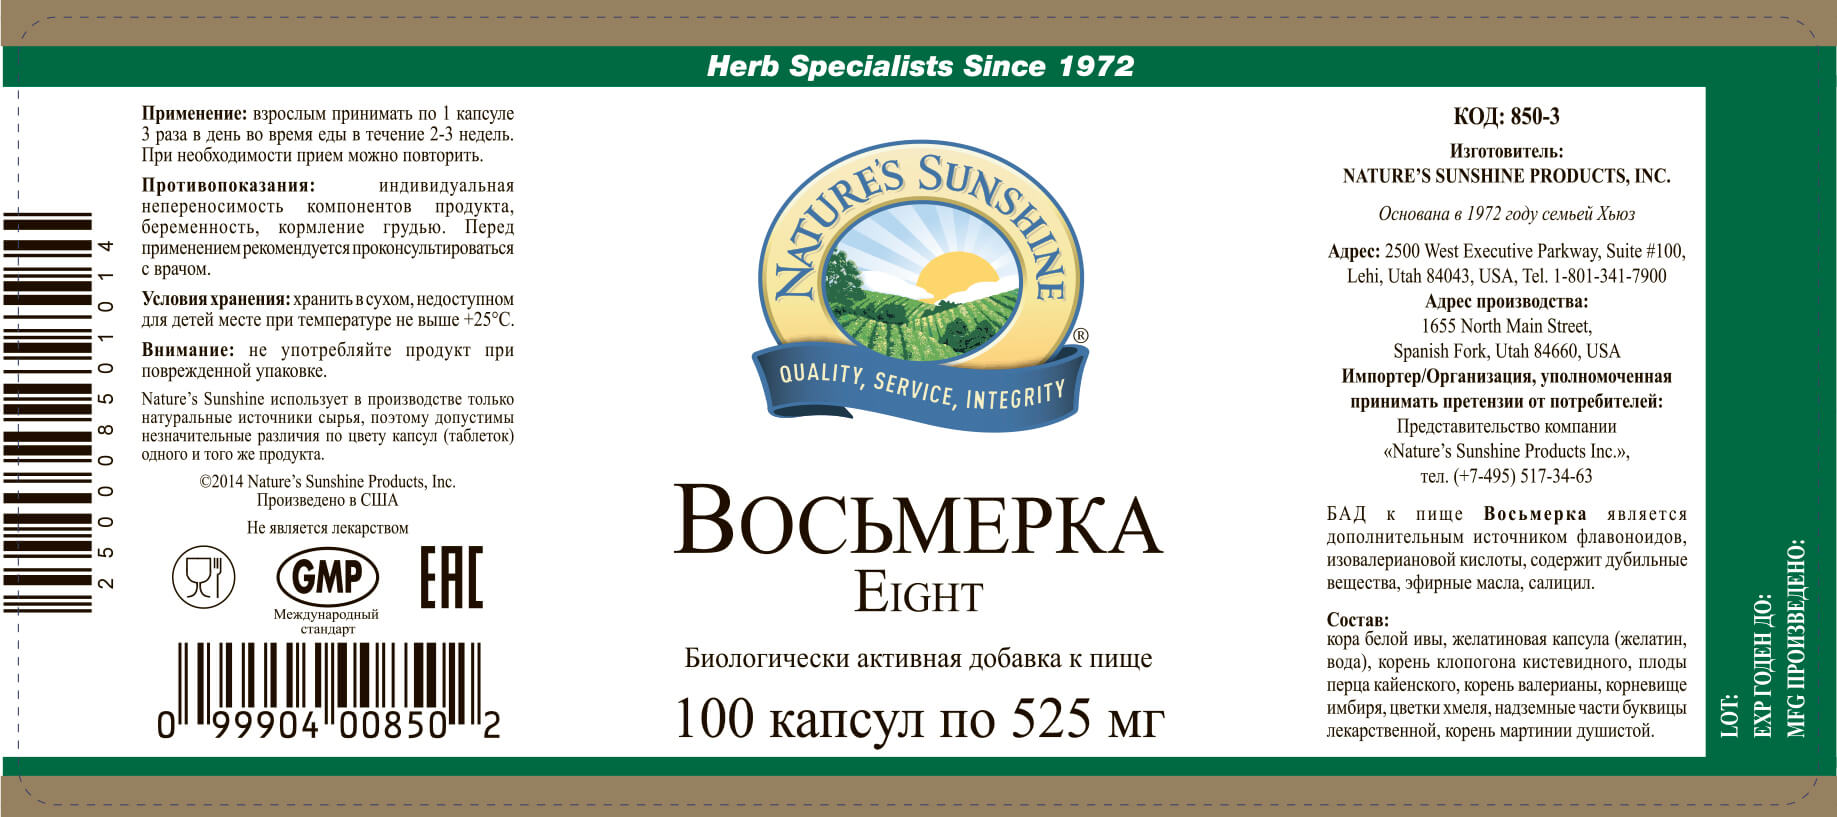 Herb Specialists Since 1972
Применение: взрослым принимать по 1 капсуле
3 раза в день во время еды в течение 2-3 недель.
При необходимости прием можно повторить.
Противопоказания: индивидуальная
непереносимость компонентов продукта,
беременность, кормление грудью. Перед
применением рекомендуется проконсультироваться
с врачом.
Условия хранения: хранить в сухом, недоступном
для детей месте при температуре не выше +25°C.
Внимание: не употребляйте продукт при
поврежденной упаковке.
Nature's Sunshine использует в производстве только
натуральные источники сырья, поэтому допустимы
незначительные различия по цвету капсул (таблеток)
одного и того же продукта.
©2014 Nature's Sunshine Products, Inc.
Произведено в США
Не является лекарством
GMP
EAC
Международный
стандарт
0 99904 00850 2
25008501014
NATURE'S SUNSHINE
®
QUALITY, SERVICE, INTEGRITY
ВОСЬМЕРКА
EIGHT
Биологически активная добавка к пище
100 капсул по 525 мг
КОД: 850-3
Изготовитель:
NATURE'S SUNSHINE PRODUCTS, INC.
Основана в 1972 году семьей Хьюз
Адрес: 2500 West Executive Parkway, Suite #100,
Lehi, Utah 84043, USA, Tel. 1-801-341-7900
Адрес производства:
1655 North Main Street,
Spanish Fork, Utah 84660, USA
Импортер/Организация, уполномоченная
принимать претензии от потребителей:
Представительство компании
«Nature's Sunshine Products Inc.»,
тел. (+7-495) 517-34-63
БАД к пище Восьмерка является
дополнительным источником флавоноидов,
изовалериановой кислоты, содержит дубильные
вещества, эфирные масла, салицил.
Состав:
кора белой ивы, желатиновая капсула (желатин,
вода), корень клопогона кистевидного, плоды
перца кайенского, корень валерианы, корневище
имбиря, цветки хмеля, надземные части буквицы
лекарственной, корень мартинии душистой.
LOT:
EXP ГОДЕН ДО:
MFG ПРОИЗВЕДЕНО: